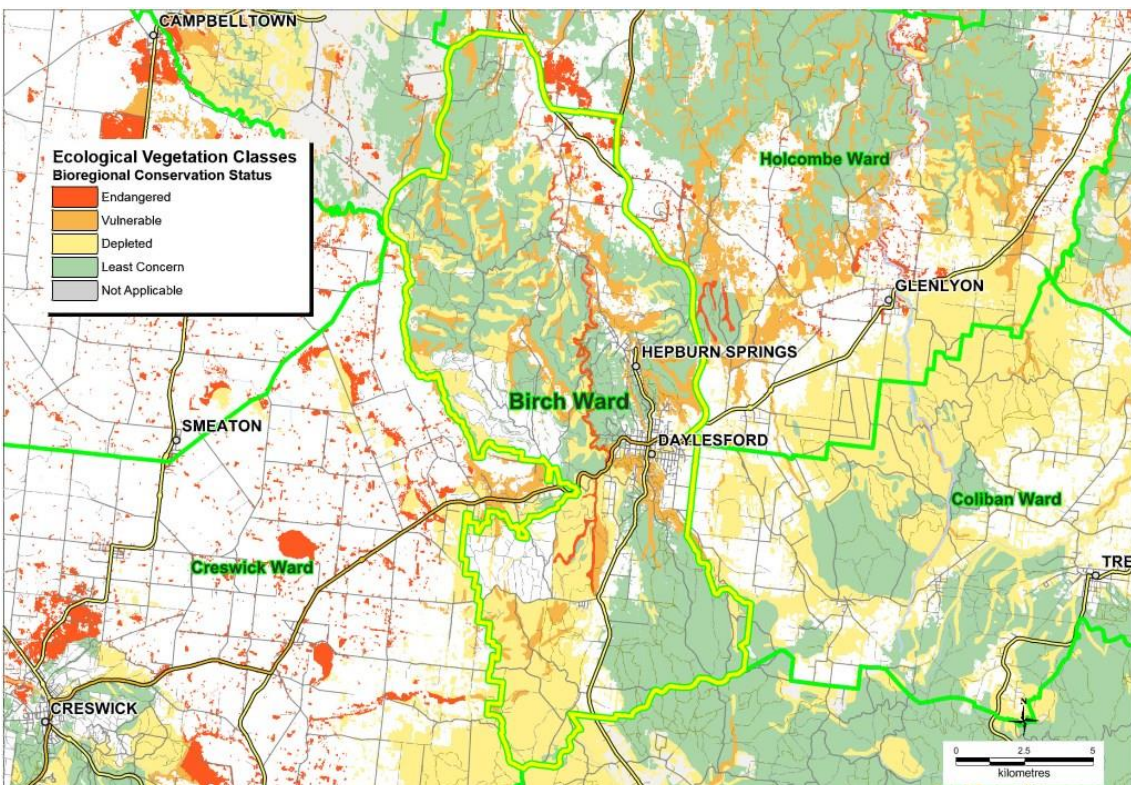 CAMPBELLTOWN
Ecological Vegetation Classes
Bioregional Conservation Status
Endangered
Vulnerable
Depleted
Least Concern
Not Applicable
Holcombe Ward
GLENLYON
HEPBURN SPRINGS
Birch Ward
SMEATON
DAYLESFORD
Coliban Ward
Creswick Ward
TRE
CRESWICK
N
0 2.5 5
kilometres